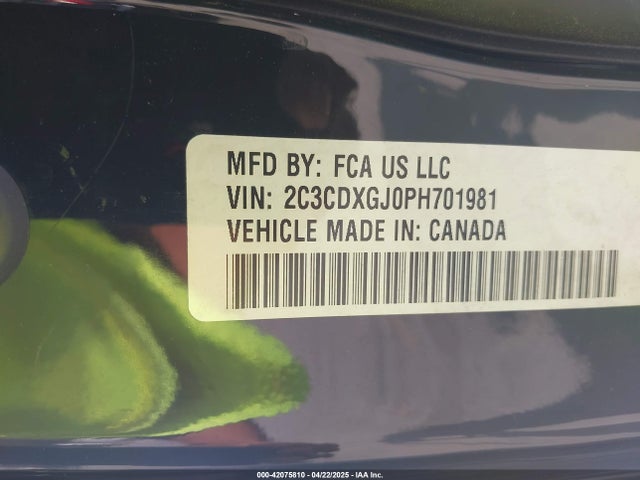 MFD BY: FCA US LLC
VIN: 2C3CDXGJ0PH701981
VEHICLE MADE IN: CANADA
000-42075810 - 04/22/2025 - IAA Inc.